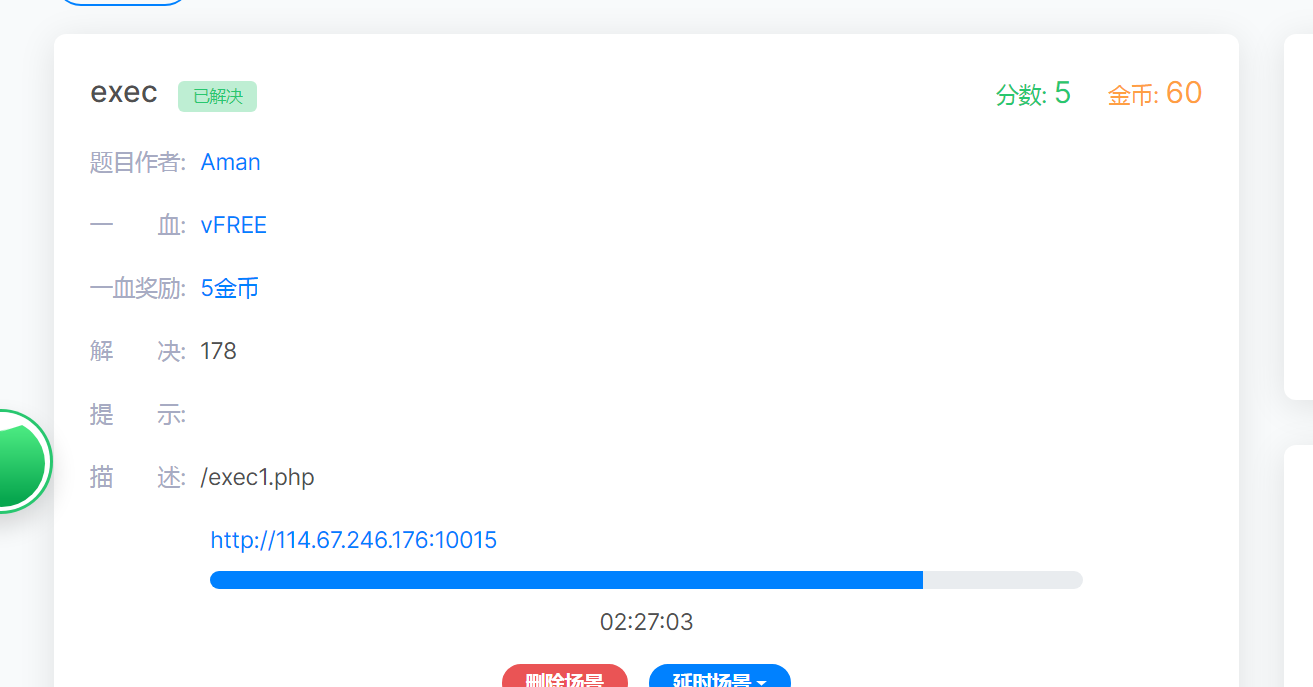 exec 已解决 分数: 5 金币: 60
题目作者: Aman
一 血: vFREE
一血奖励: 5金币
解 决: 178
提 示:
描 述: /exec1.php
http://114.67.246.176:10015
02:27:03
删除场景 延时场景